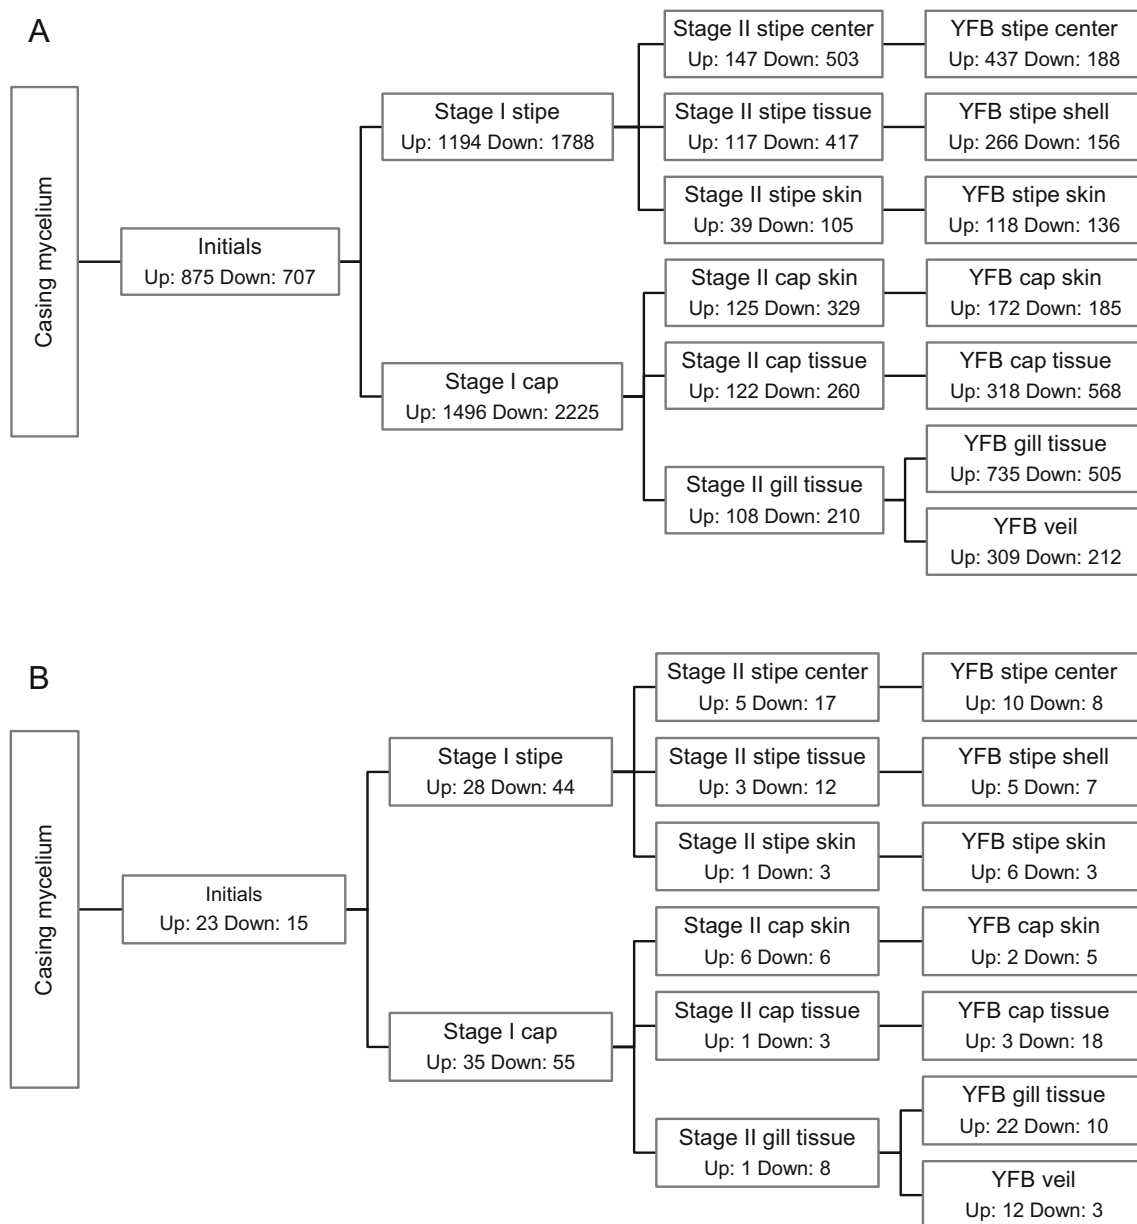 A
Casing mycelium
Initials
Up: 875 Down: 707
Stage I stipe
Up: 1194 Down: 1788
Stage I cap
Up: 1496 Down: 2225
Stage II stipe center
Up: 147 Down: 503
Stage II stipe tissue
Up: 117 Down: 417
Stage II stipe skin
Up: 39 Down: 105
Stage II cap skin
Up: 125 Down: 329
Stage II cap tissue
Up: 122 Down: 260
Stage II gill tissue
Up: 108 Down: 210
YFB stipe center
Up: 437 Down: 188
YFB stipe shell
Up: 266 Down: 156
YFB stipe skin
Up: 118 Down: 136
YFB cap skin
Up: 172 Down: 185
YFB cap tissue
Up: 318 Down: 568
YFB gill tissue
Up: 735 Down: 505
YFB veil
Up: 309 Down: 212
B
Casing mycelium
Initials
Up: 23 Down: 15
Stage I stipe
Up: 28 Down: 44
Stage I cap
Up: 35 Down: 55
Stage II stipe center
Up: 5 Down: 17
Stage II stipe tissue
Up: 3 Down: 12
Stage II stipe skin
Up: 1 Down: 3
Stage II cap skin
Up: 6 Down: 6
Stage II cap tissue
Up: 1 Down: 3
Stage II gill tissue
Up: 1 Down: 8
YFB stipe center
Up: 10 Down: 8
YFB stipe shell
Up: 5 Down: 7
YFB stipe skin
Up: 6 Down: 3
YFB cap skin
Up: 2 Down: 5
YFB cap tissue
Up: 3 Down: 18
YFB gill tissue
Up: 22 Down: 10
YFB veil
Up: 12 Down: 3